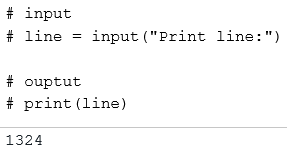 # input
# line = input("Print line:")
# ouptut
# print(line)
1324